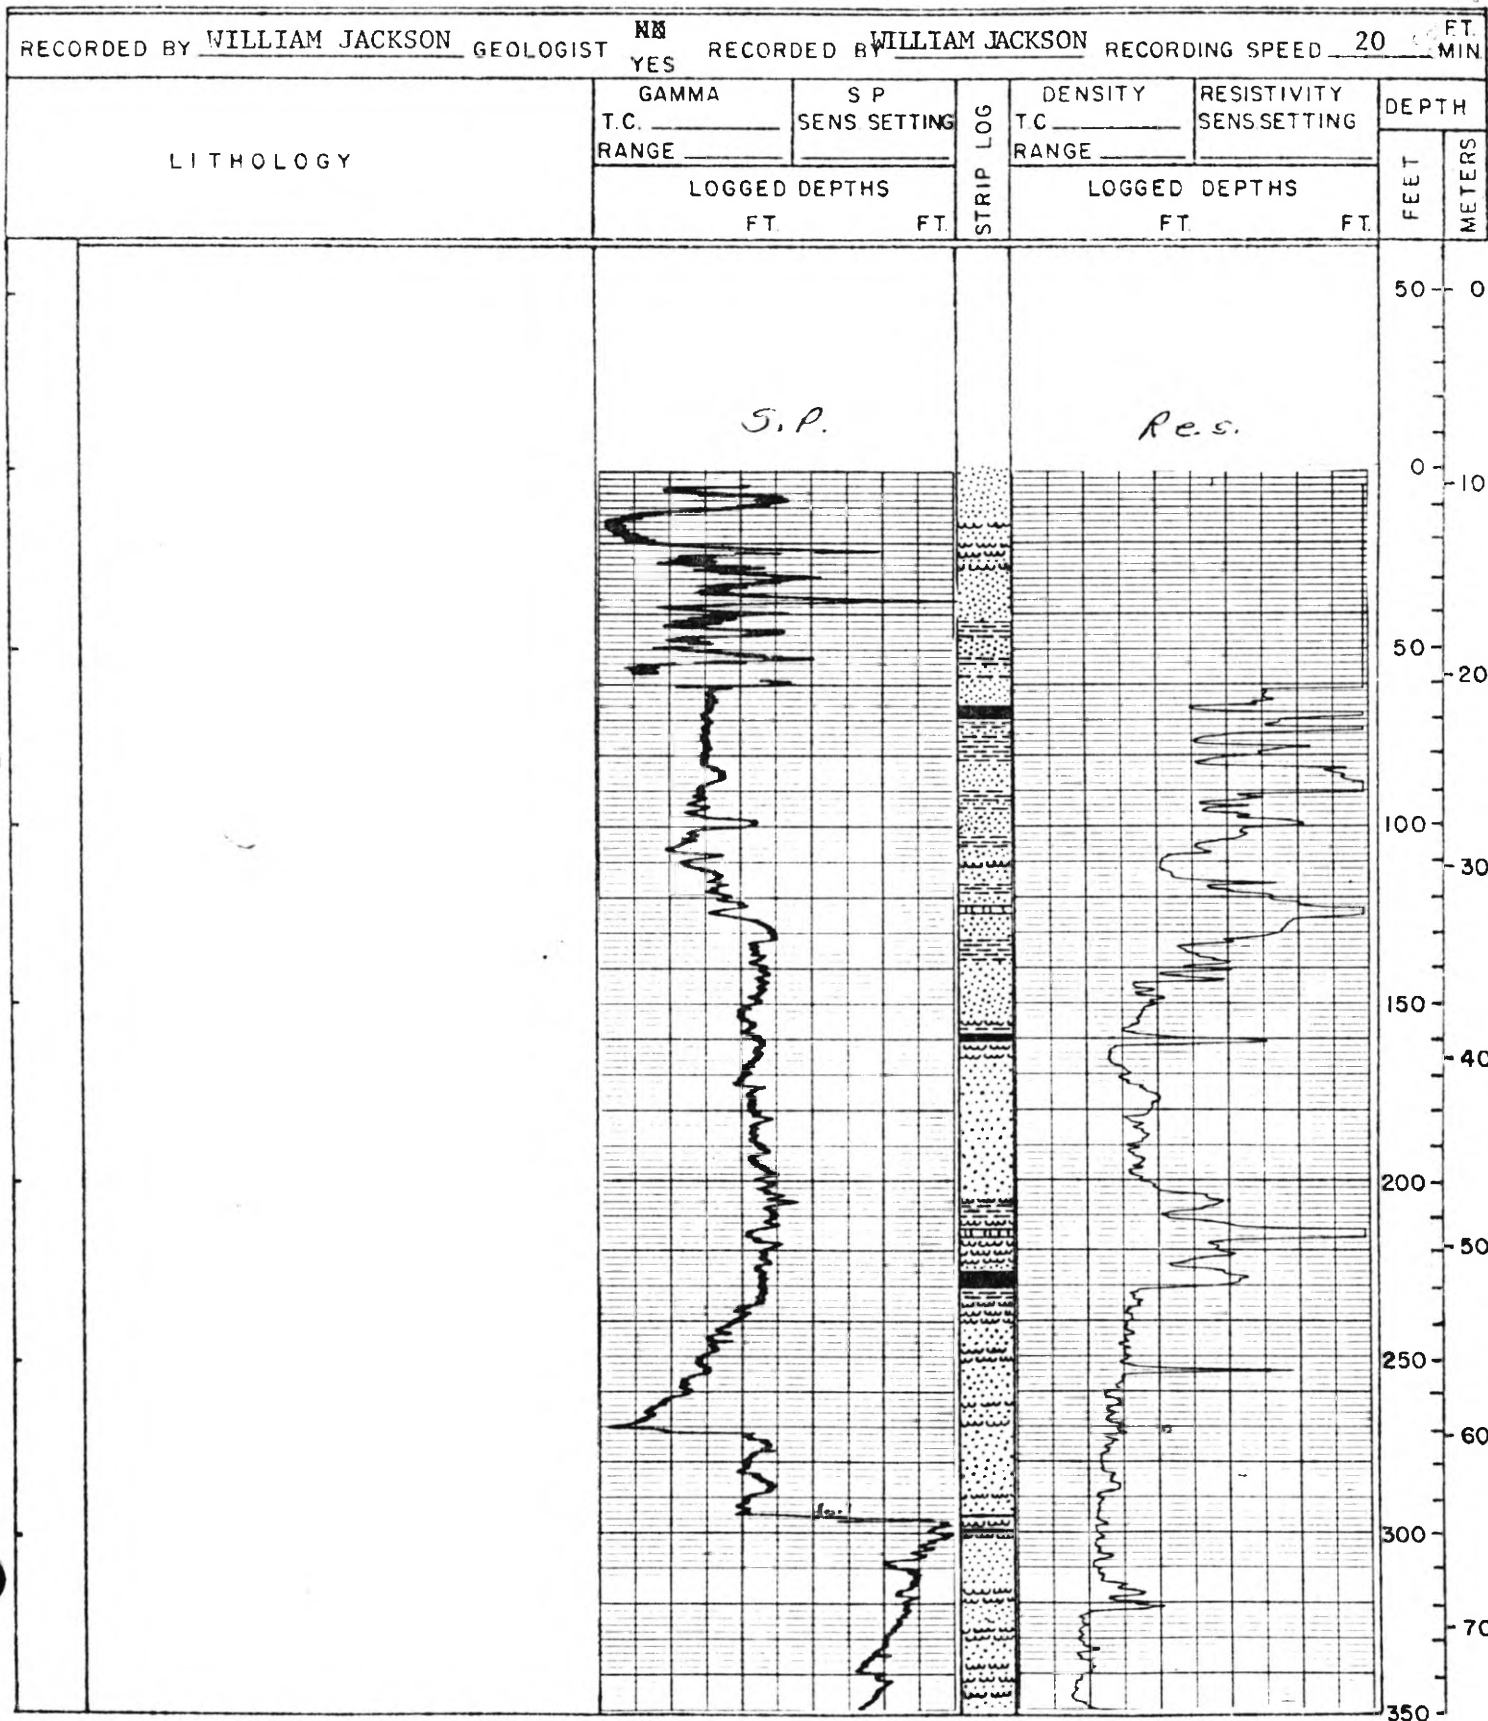 RECORDED BY WILLIAM JACKSON GEOLOGIST YES RECORDED BY WILLIAM JACKSON RECORDING SPEED 20 FT. MIN
LITHOLOGY
GAMMA
T.C.
RANGE
S P
SENS. SETTING
LOGGED DEPTHS
FT. FT.
STRIP LOG
DENSITY
T.C.
RANGE
RESISTIVITY
SENS. SETTING
LOGGED DEPTHS
FT. FT.
DEPTH
FEET
METERS
50 0
S.P. Res.
0
10
50
20
100
30
150
40
200
50
250
60
300
70
350